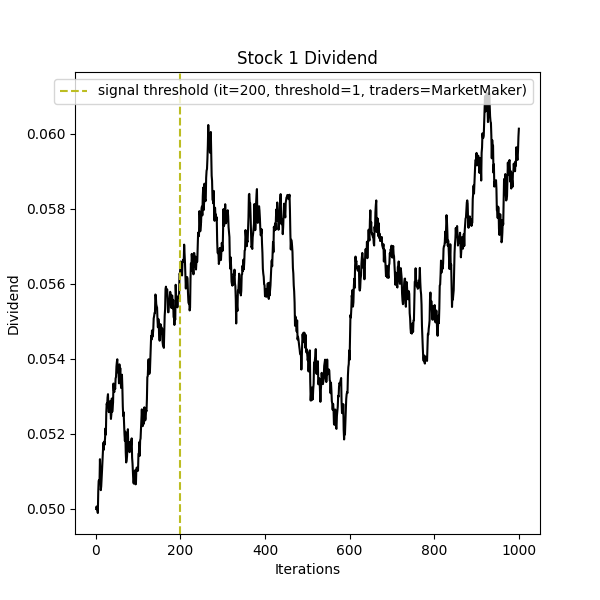 Stock 1 Dividend
signal threshold (it=200, threshold=1, traders=MarketMaker)
0.060
0.058
0.056
0.054
0.052
0.050
Dividend
0 200 400 600 800 1000
Iterations